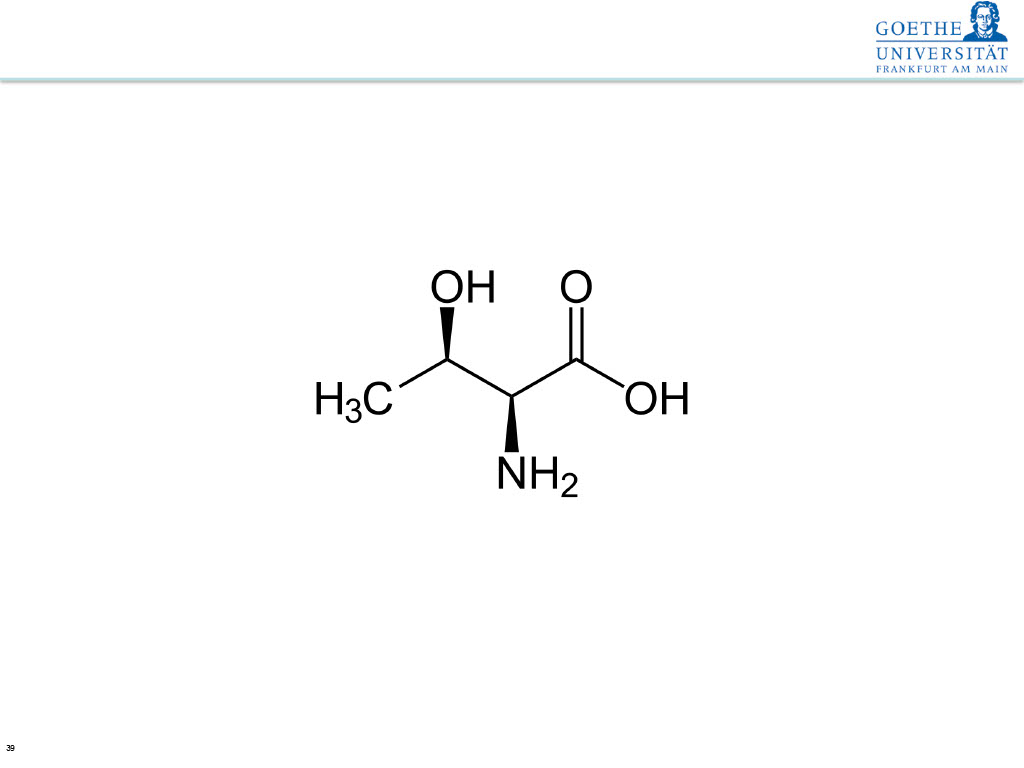 GOETHE
UNIVERSITÄT
FRANKFURT AM MAIN
OH O
H3C OH
NH2
39